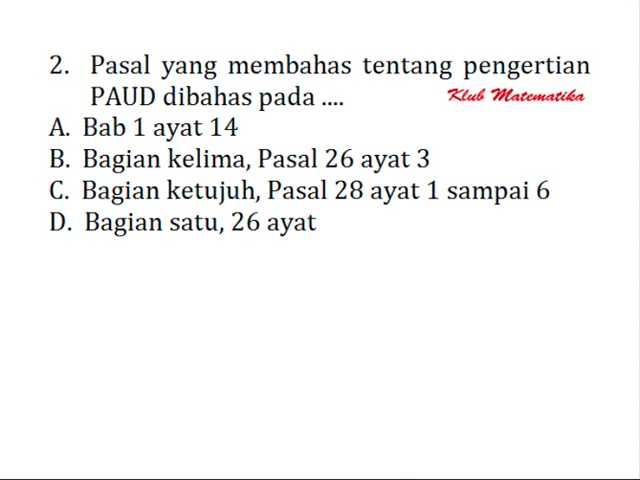 2. Pasal yang membahas tentang pengertian
PAUD dibahas pada ....
Klub Matematika
A. Bab 1 ayat 14
B. Bagian kelima, Pasal 26 ayat 3
C. Bagian ketujuh, Pasal 28 ayat 1 sampai 6
D. Bagian satu, 26 ayat